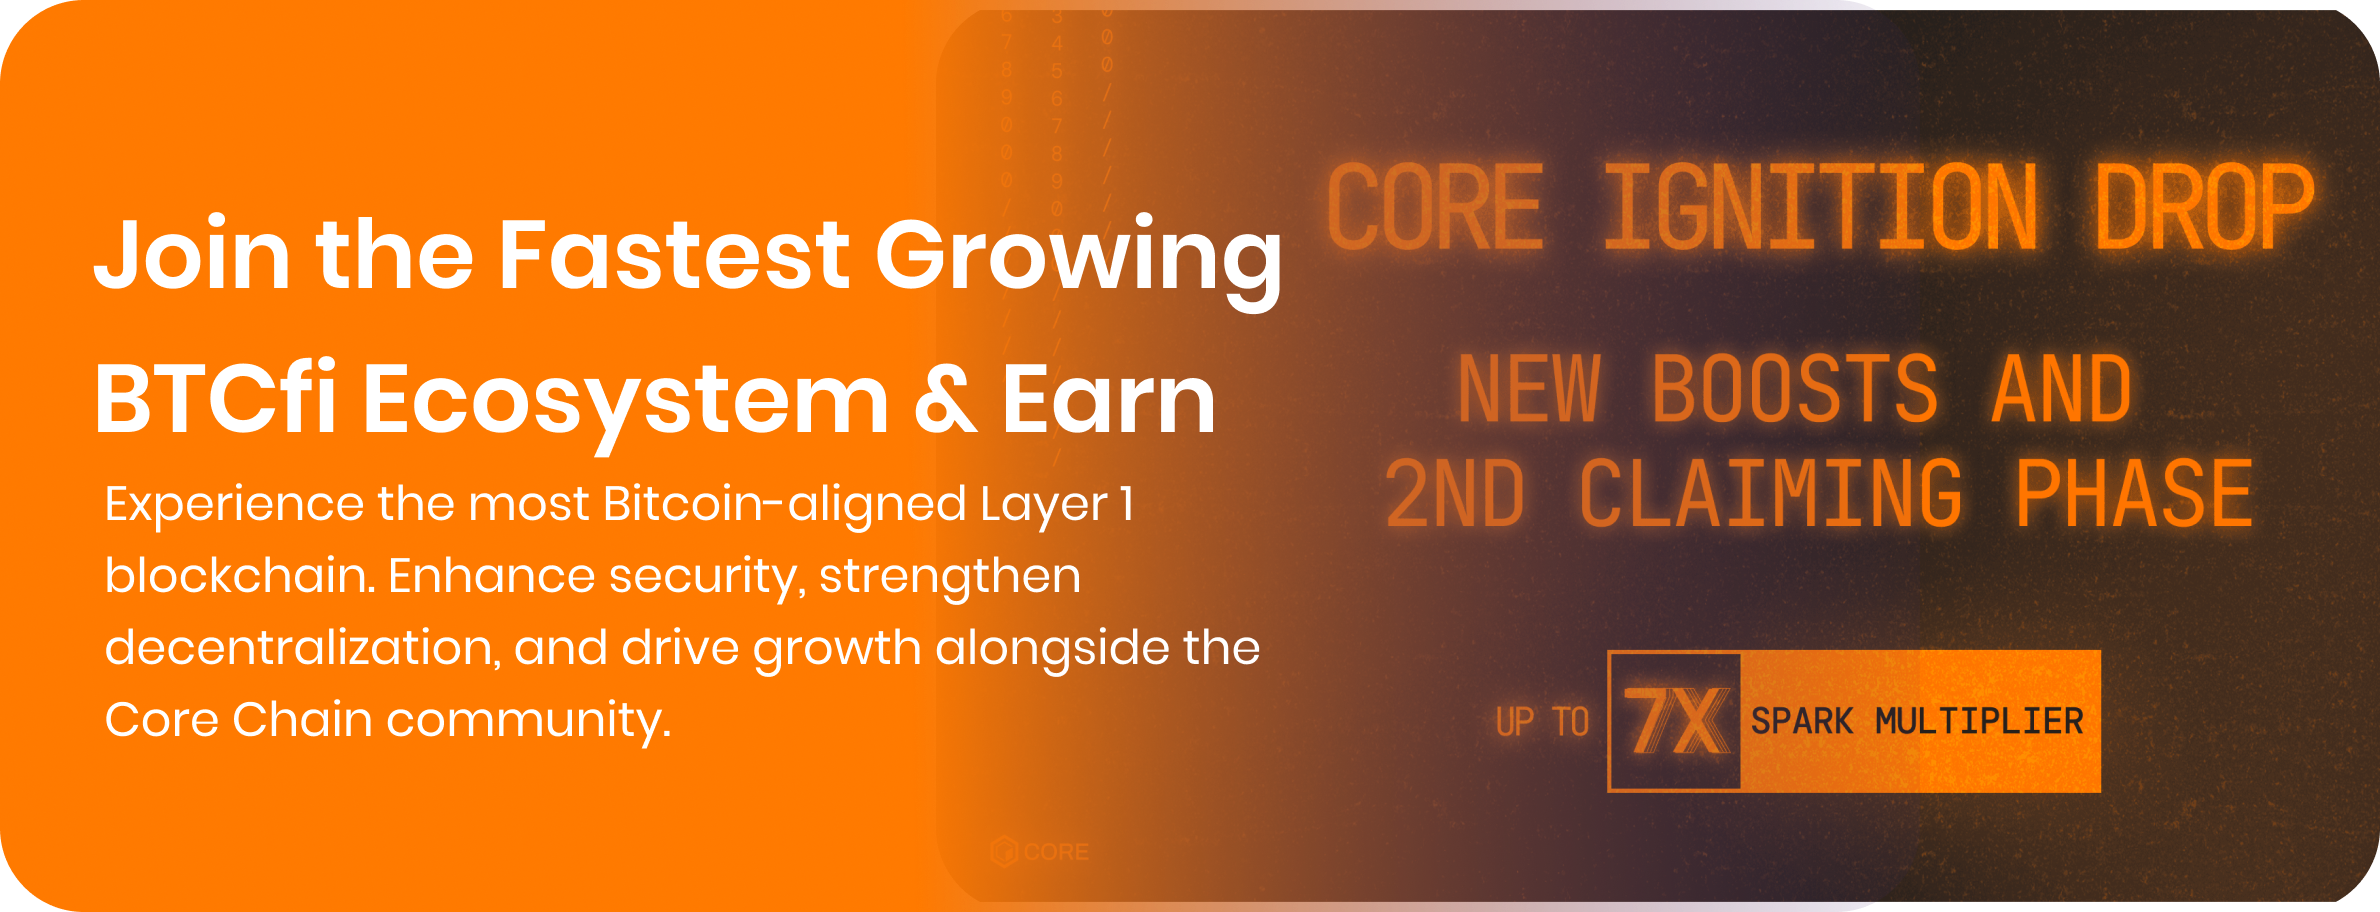 Join the Fastest Growing
BTCfi Ecosystem & Earn
Experience the most Bitcoin-aligned Layer 1
blockchain. Enhance security, strengthen
decentralization, and drive growth alongside the
Core Chain community.
CORE IGNITION DROP
NEW BOOSTS AND
2ND CLAIMING PHASE
UP TO 7X SPARK MULTIPLIER
CORE